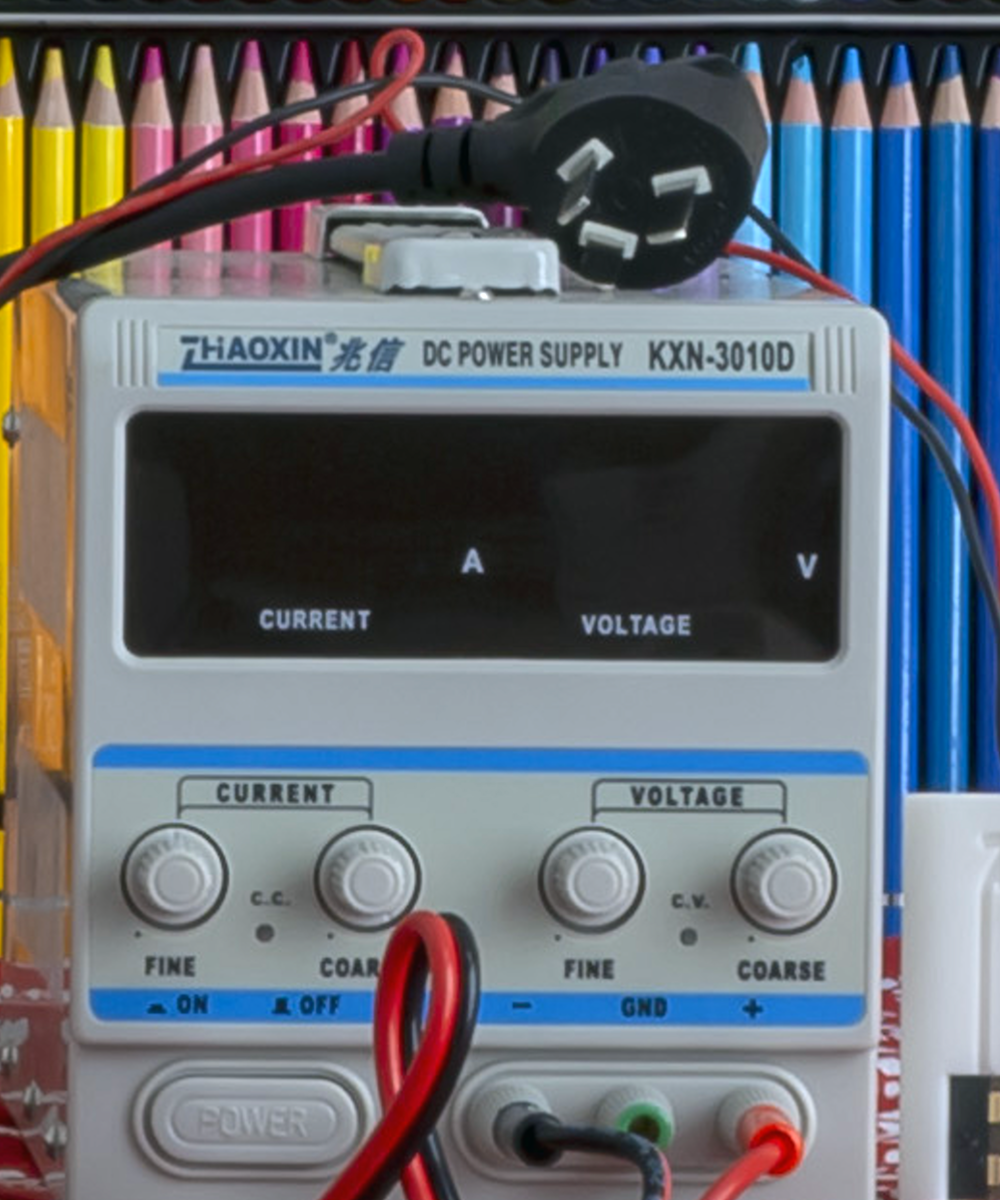 ZHAOXIN® 兆信 DC POWER SUPPLY KXN-3010D
A V
CURRENT VOLTAGE
CURRENT VOLTAGE
C.C. C.V.
FINE COAR FINE COARSE
ON OFF - GND +
POWER